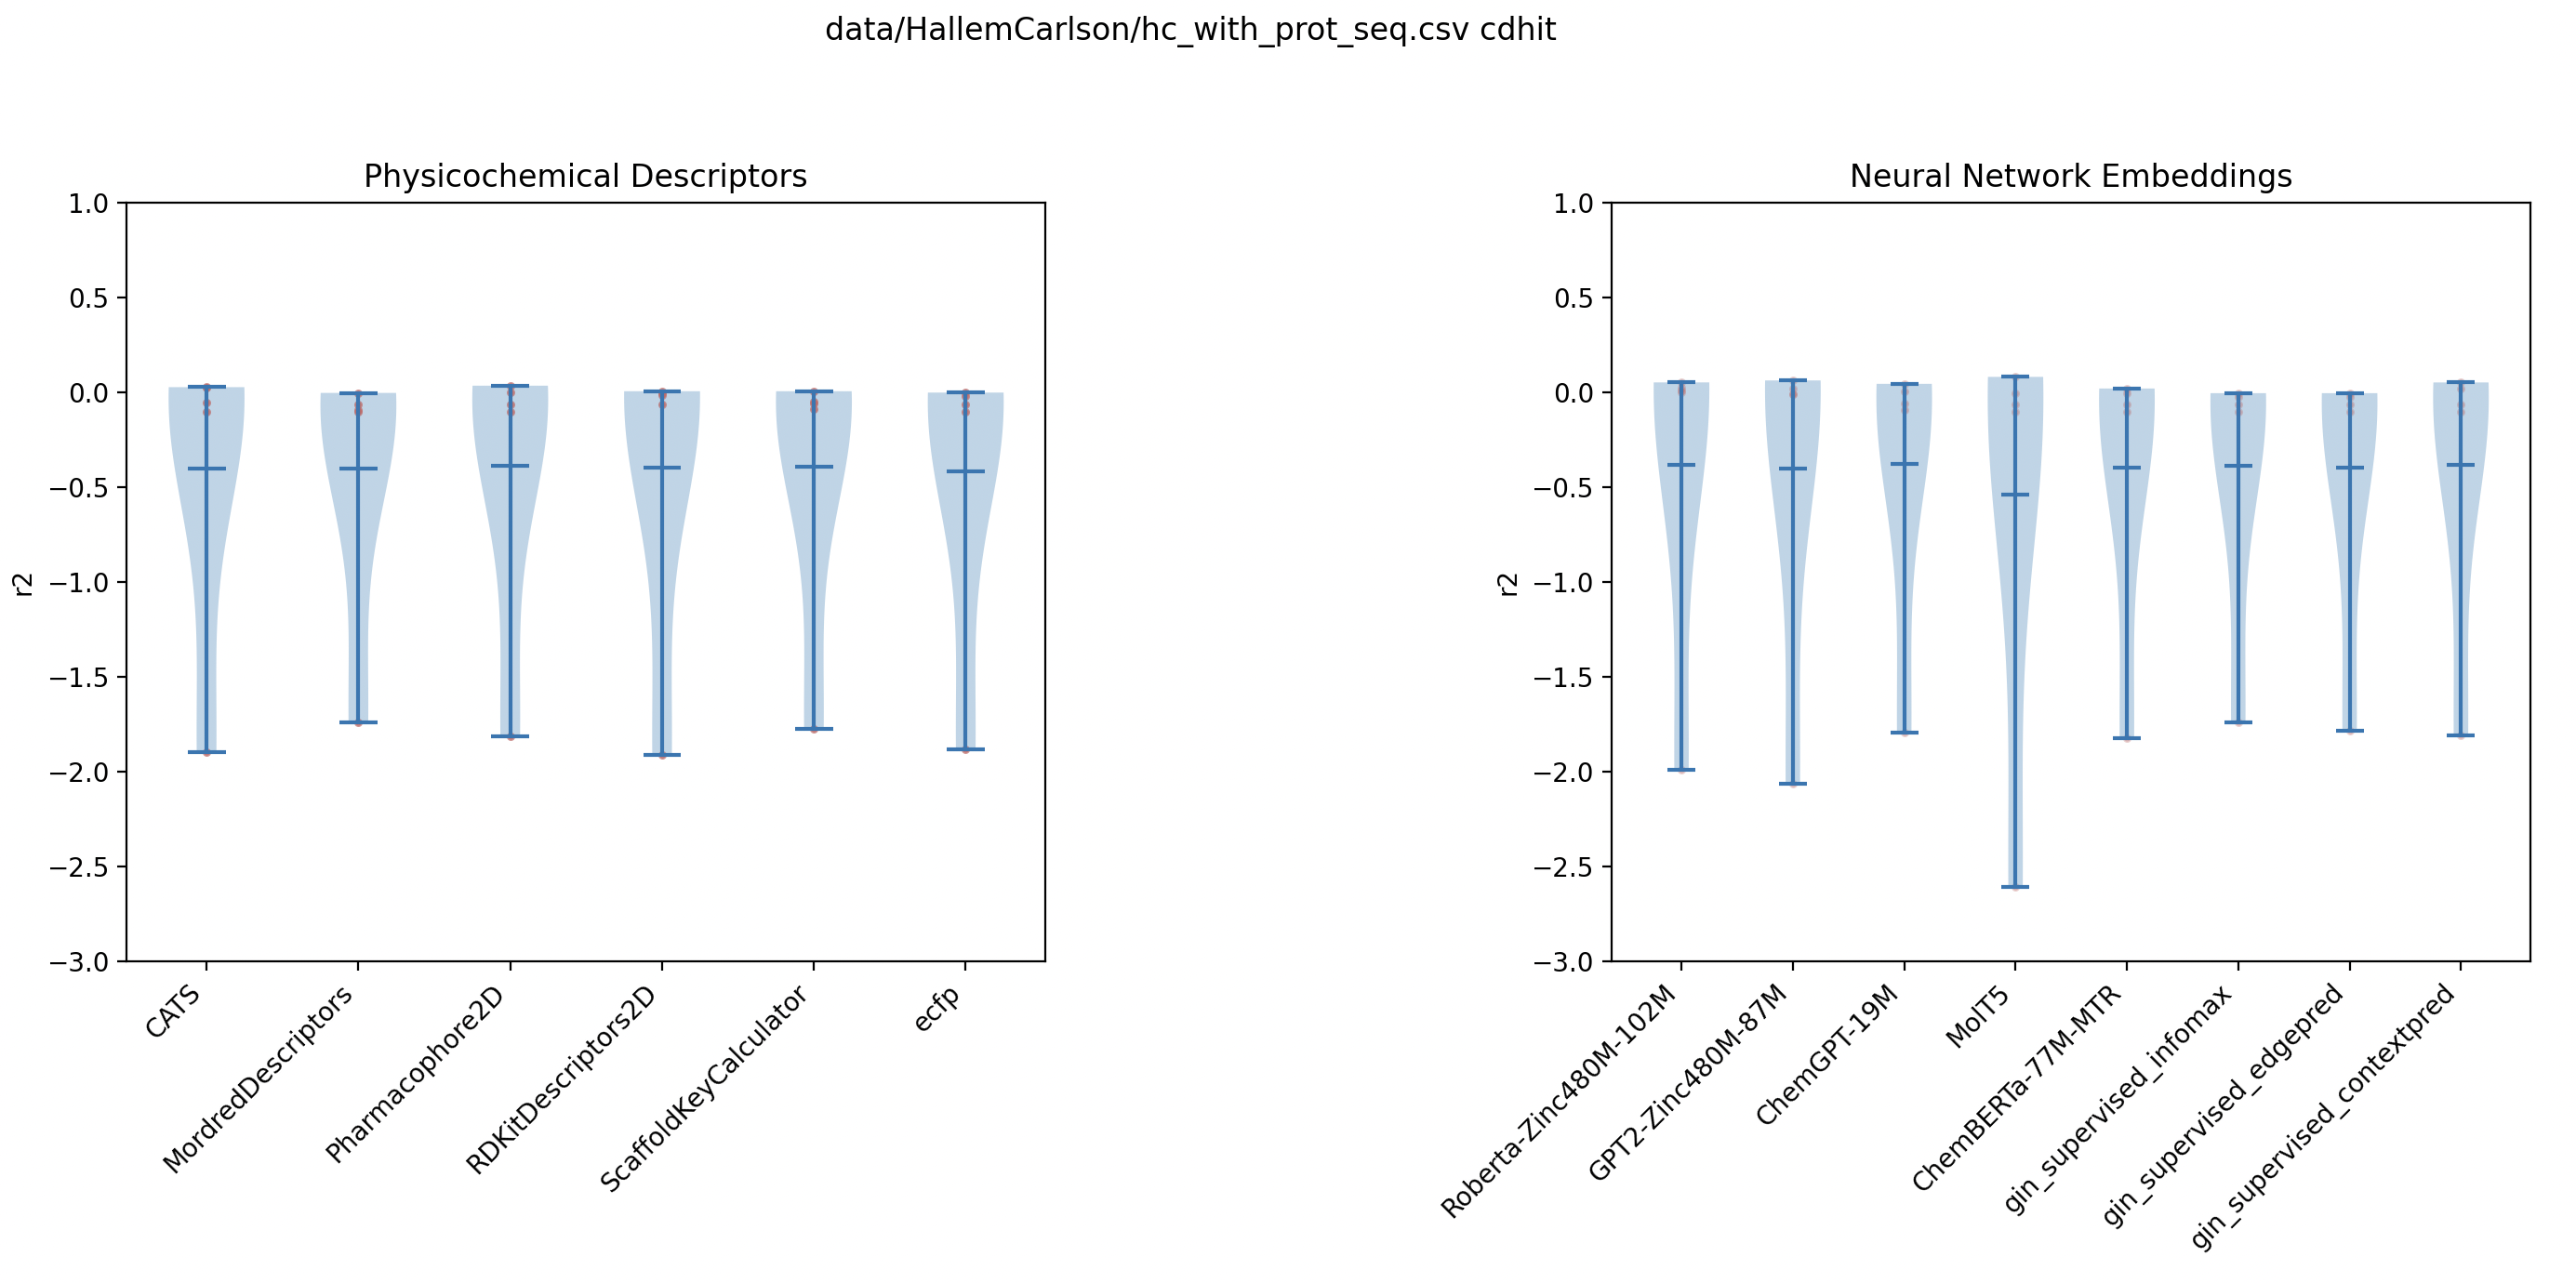 data/HallemCarlson/hc_with_prot_seq.csv cdhit
Physicochemical Descriptors
1.0
0.5
0.0
−0.5
−1.0
−1.5
−2.0
−2.5
−3.0
r2
CATS
MordredDescriptors
Pharmacophore2D
RDKitDescriptors2D
ScaffoldKeyCalculator
ecfp
Neural Network Embeddings
1.0
0.5
0.0
−0.5
−1.0
−1.5
−2.0
−2.5
−3.0
r2
Roberta-Zinc480M-102M
GPT2-Zinc480M-87M
ChemGPT-19M
MolT5
ChemBERTa-77M-MTR
gin_supervised_infomax
gin_supervised_edgepred
gin_supervised_contextpred